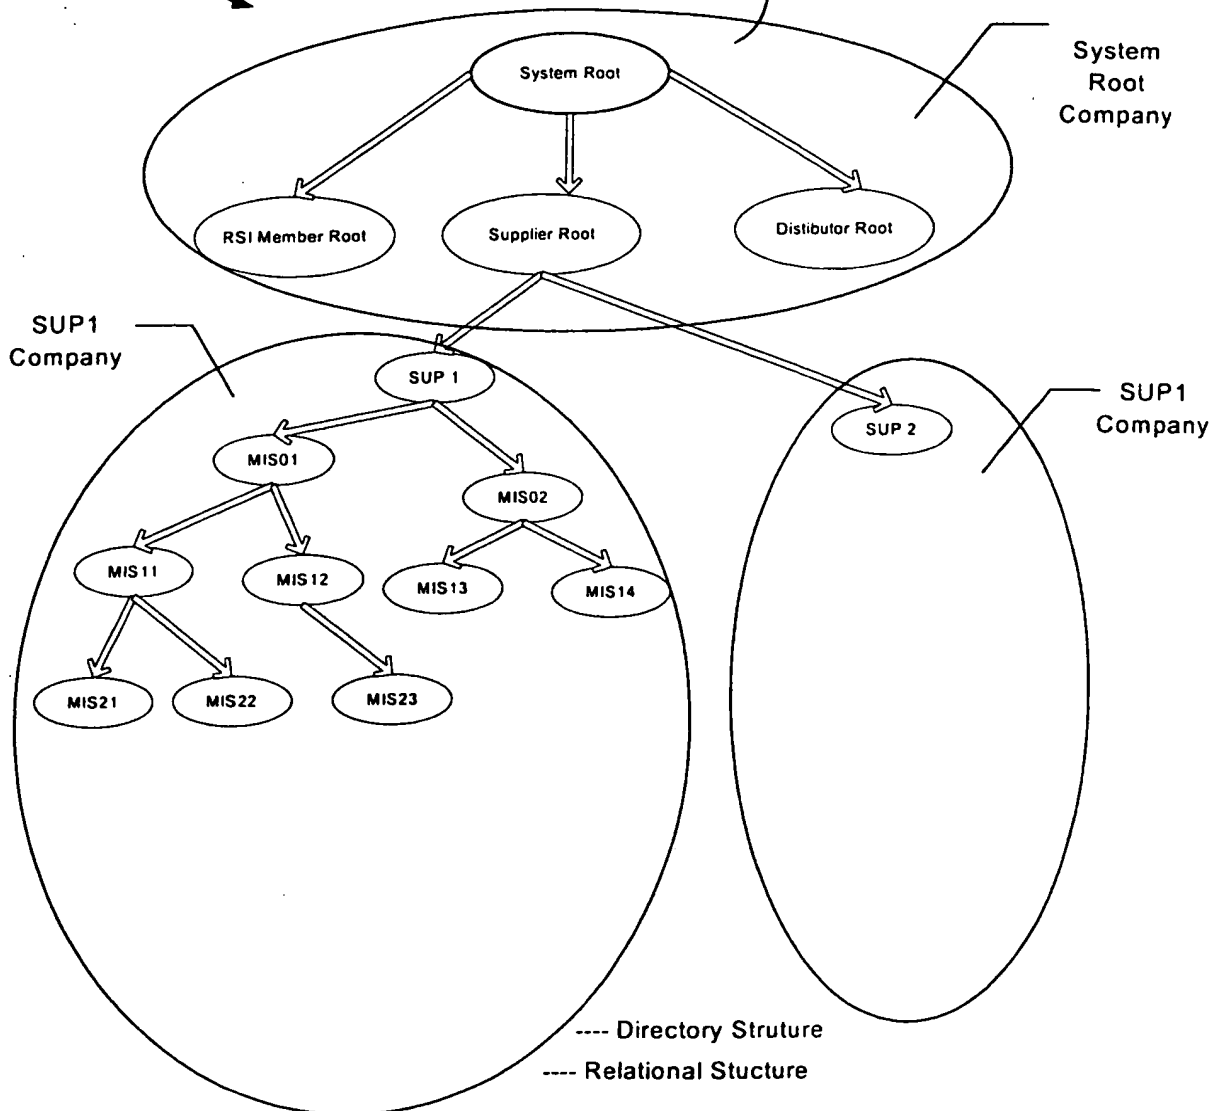 System Root
System
Root
Company
RSI Member Root
Supplier Root
Distibutor Root
SUP1
Company
SUP 1
SUP 2
SUP1
Company
MIS01
MIS02
MIS11
MIS12
MIS13
MIS14
MIS21
MIS22
MIS23
---- Directory Struture
---- Relational Stucture